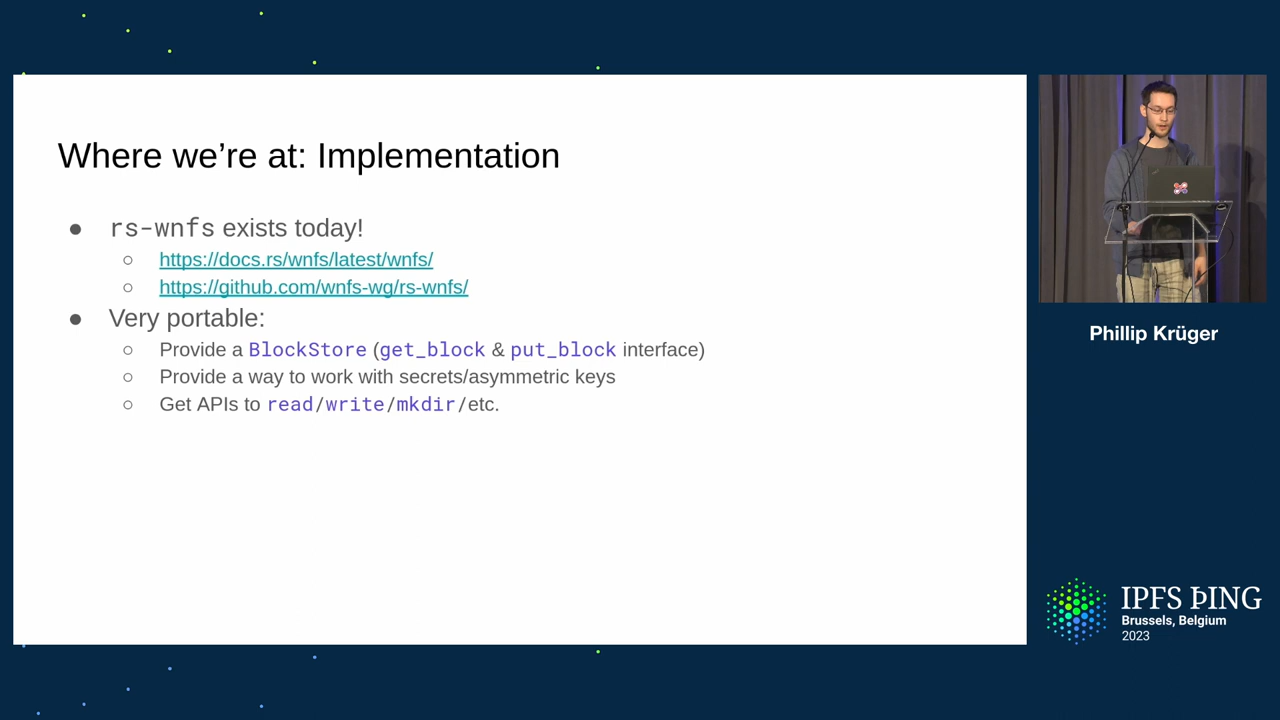 Where we're at: Implementation
● rs-wnfs exists today!
○ https://docs.rs/wnfs/latest/wnfs/
○ https://github.com/wnfs-wg/rs-wnfs/
● Very portable:
○ Provide a BlockStore (get_block & put_block interface)
○ Provide a way to work with secrets/asymmetric keys
○ Get APIs to read/write/mkdir/etc.
Phillip Krüger
IPFS ÞING
Brussels, Belgium
2023